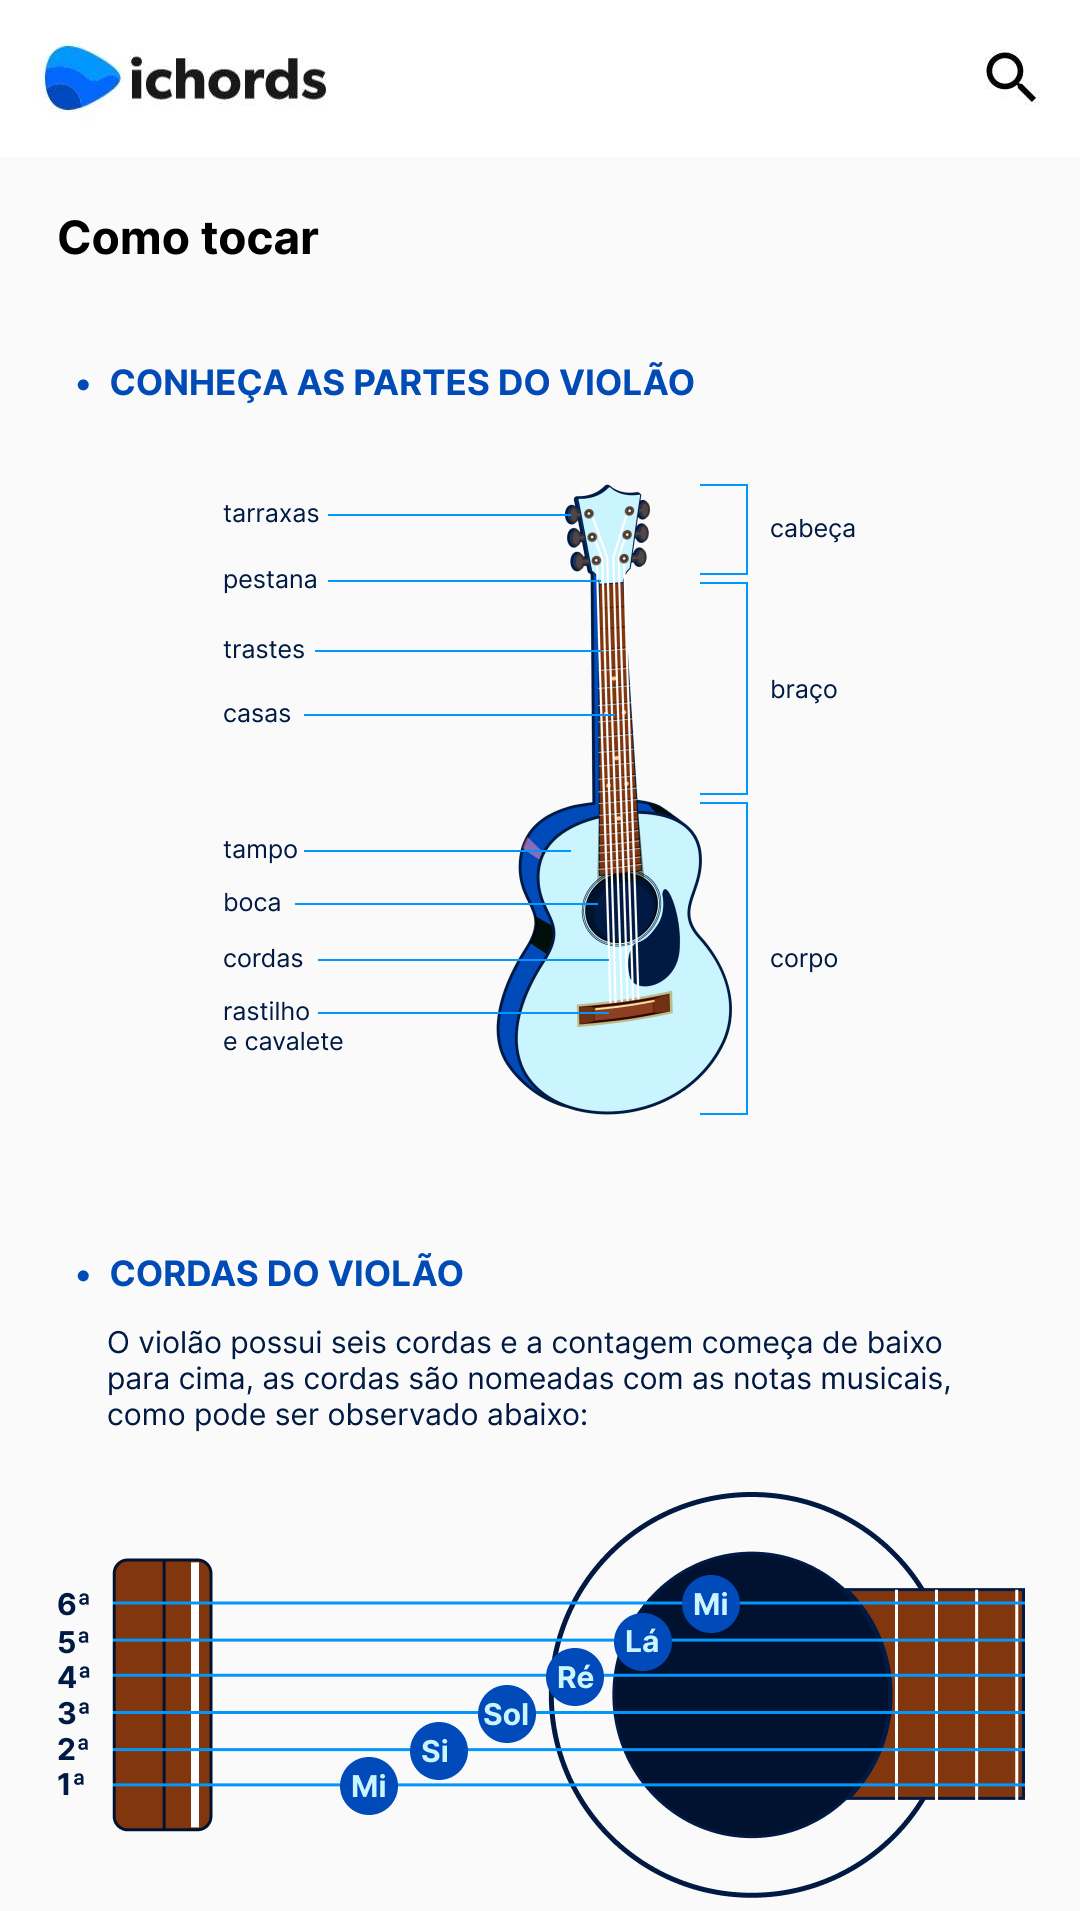 ichords
Como tocar
• CONHEÇA AS PARTES DO VIOLÃO
tarraxas
pestana
trastes
casas
tampo
boca
cordas
rastilho
e cavalete
cabeça
braço
corpo
• CORDAS DO VIOLÃO
O violão possui seis cordas e a contagem começa de baixo
para cima, as cordas são nomeadas com as notas musicais,
como pode ser observado abaixo:
6ª Mi
5ª Lá
4ª Ré
3ª Sol
2ª Si
1ª Mi